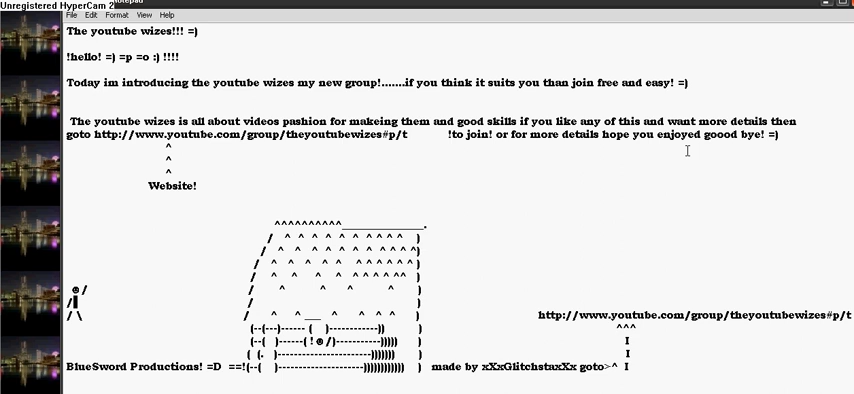 Unregistered HyperCam 2
Notepad
File Edit Format View Help
The youtube wizes!!! =)
!hello! =) =p =o :) !!!!
Today im introducing the youtube wizes my new group!.......if you think it suits you than join free and easy! =)
The youtube wizes is all about videos pashion for makeing them and good skills if you like any of this and want more details then
goto http://www.youtube.com/group/theyoutubewizes#p/t !to join! or for more details hope you enjoyed goood bye! =)
^
^
^
Website!
^^^^^^^^^^_______________.
/ ^ ^ ^ ^ ^ ^ ^ ^ ^ ^ )
/ ^ ^ ^ ^ ^ ^ ^ ^ ^ ^ ^)
/ ^ ^ ^ ^ ^ ^ ^ ^ ^ ^ )
/ ^ ^ ^ ^ ^ ^ ^ ^ ^^ )
☻/ / ^ ^ ^ ^ )
/▌ / )
/ \ / ^ ^ ___ ^ ^ ^ ^ ) http://www.youtube.com/group/theyoutubewizes#p/t
(--(---)------ ( )------------)) ) ^^^
(--( )------( ! ☻/)-----------))))) ) I
( (. )-----------------------))))))) ) I
BlueSword Productions! =D ==!(--( )---------------------)))))))))))) ) made by xXxGlitchstaxXx goto>^ I